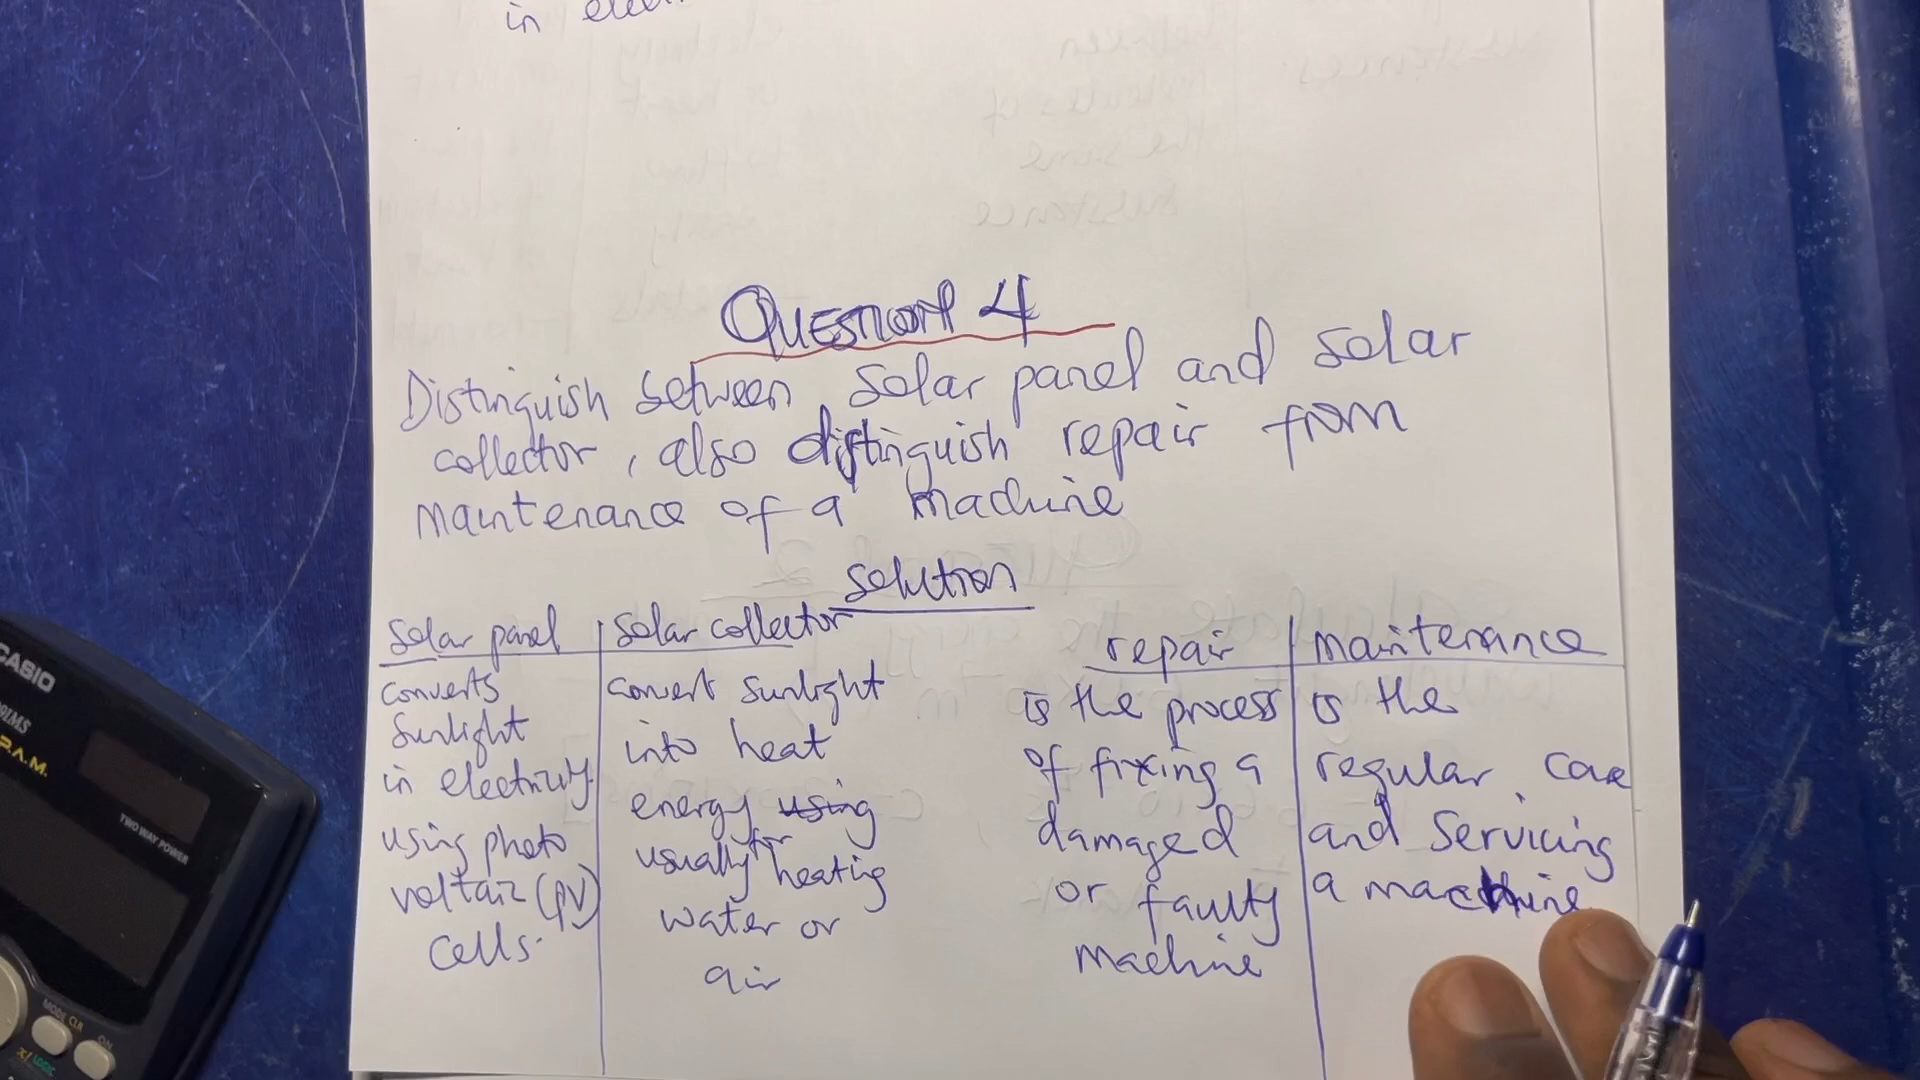 in
QUESTION 4
Distinguish between solar panel and solar
collector, also distinguish repair from
maintenance of a machine
Solution
Solar panel
converts
sunlight
in electricity
using photo
voltaic (PV)
cells.
Solar collector
convert sunlight
into heat
energy using
usually for heating
water or
air
repair
is the process
of fixing a
damaged
or faulty
machine
maintenance
is the
regular care
and servicing
a machine
CASIO
TWO WAY POWER
MODE CLR
ON